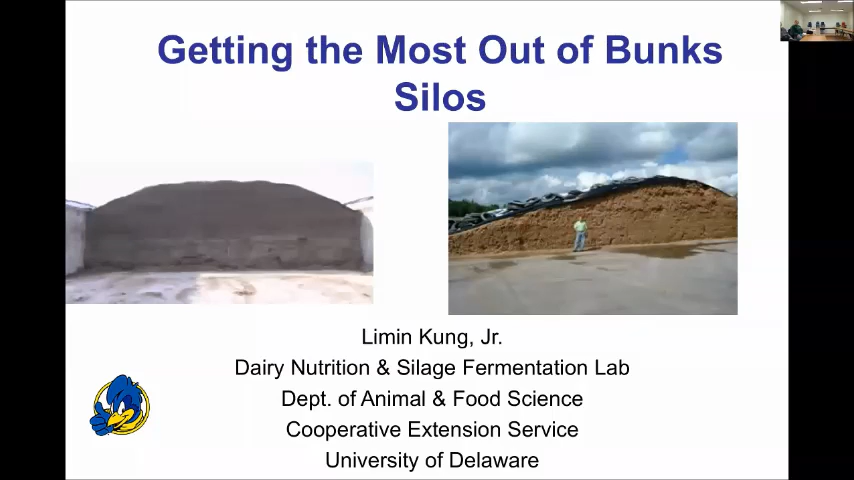 Getting the Most Out of Bunks
Silos
Limin Kung, Jr.
Dairy Nutrition & Silage Fermentation Lab
Dept. of Animal & Food Science
Cooperative Extension Service
University of Delaware